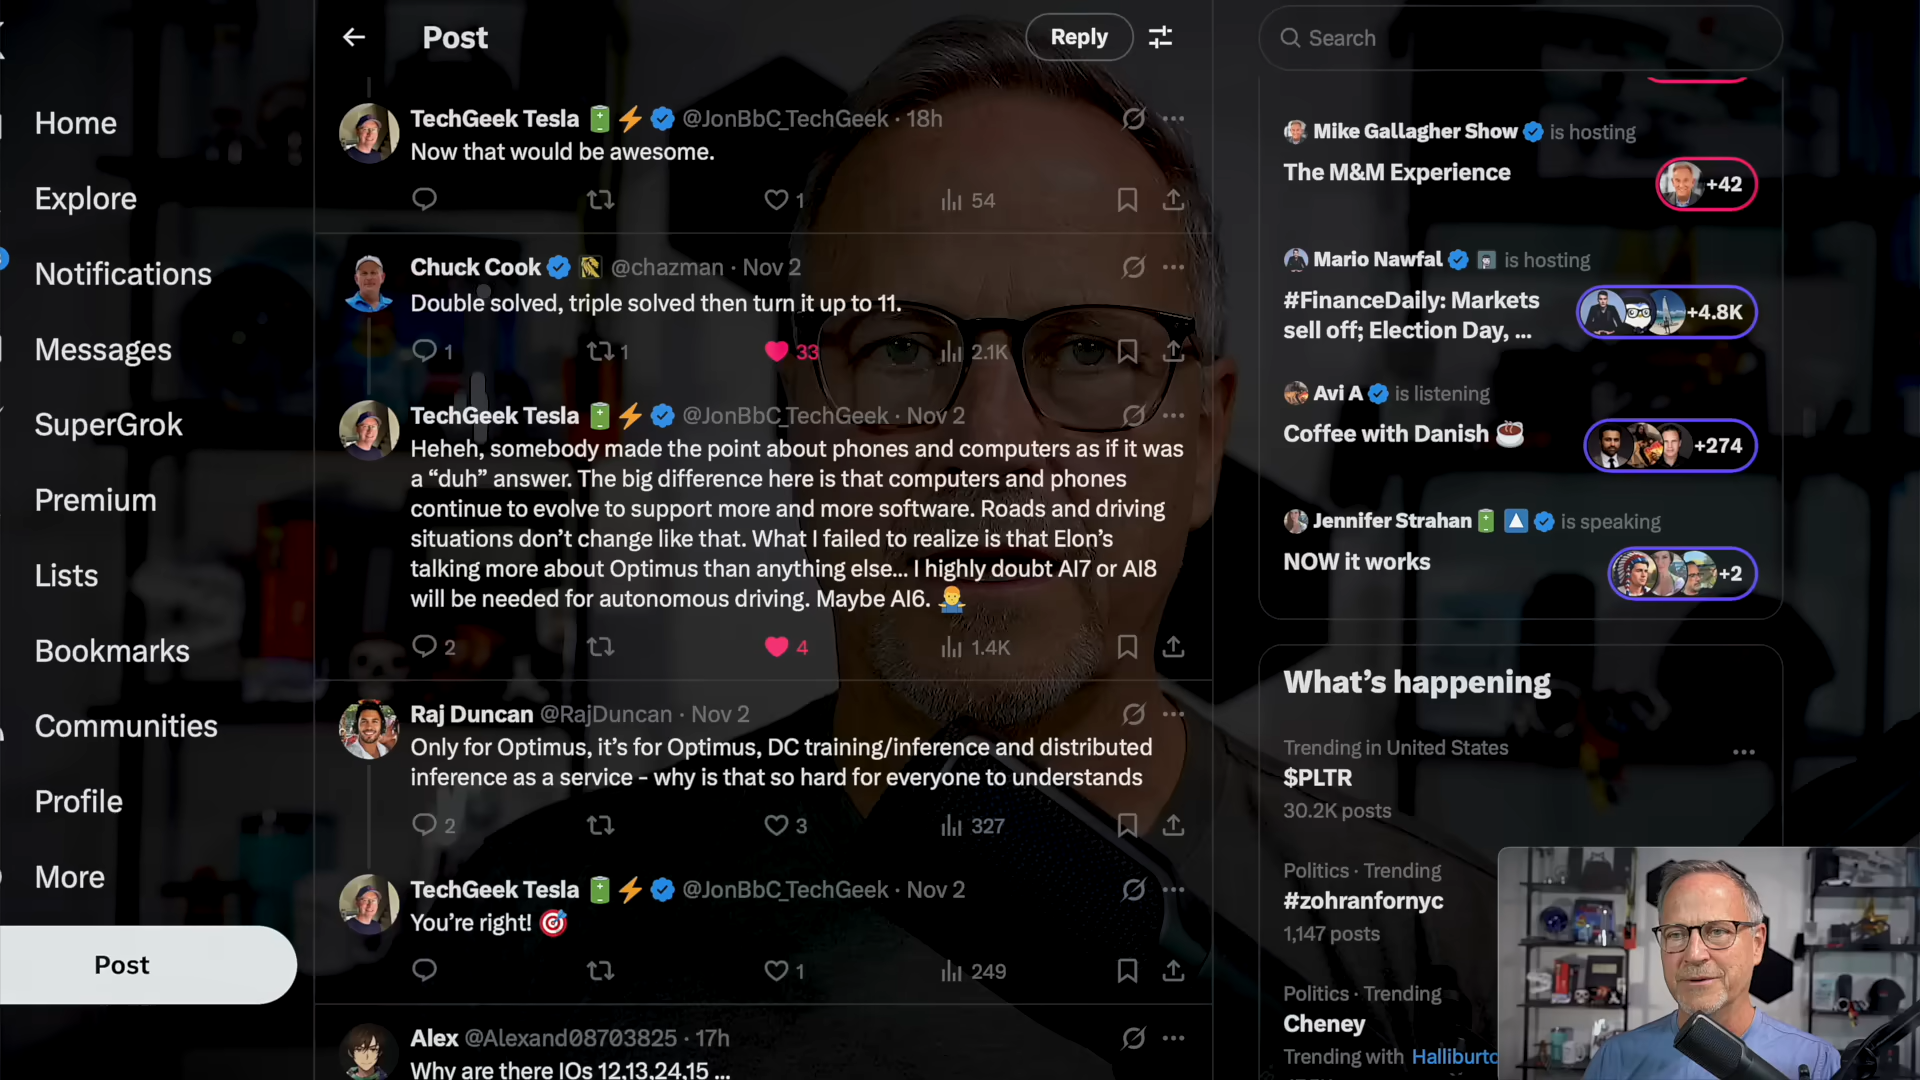 Home
Explore
Notifications
Messages
SuperGrok
Premium
Lists
Bookmarks
Communities
Profile
More
Post
Post
Reply
TechGeek Tesla @JonBbC_TechGeek · 18h
Now that would be awesome.
1
54
Chuck Cook @chazman · Nov 2
Double solved, triple solved then turn it up to 11.
1
1
33
2.1K
TechGeek Tesla @JonBbC_TechGeek · Nov 2
Heheh, somebody made the point about phones and computers as if it was
a “duh” answer. The big difference here is that computers and phones
continue to evolve to support more and more software. Roads and driving
situations don’t change like that. What I failed to realize is that Elon’s
talking more about Optimus than anything else... I highly doubt AI7 or AI8
will be needed for autonomous driving. Maybe AI6.
2
4
1.4K
Raj Duncan @RajDuncan · Nov 2
Only for Optimus, it’s for Optimus, DC training/inference and distributed
inference as a service - why is that so hard for everyone to understands
2
3
327
TechGeek Tesla @JonBbC_TechGeek · Nov 2
You’re right!
1
249
Alex @Alexand08703825 · 17h
Why are there IOs 12,13,24,15 ...
Search
Mike Gallagher Show is hosting
The M&M Experience
+42
Mario Nawfal is hosting
#FinanceDaily: Markets
sell off; Election Day, ...
+4.8K
Avi A is listening
Coffee with Danish
+274
Jennifer Strahan is speaking
NOW it works
+2
What’s happening
Trending in United States
$PLTR
30.2K posts
Politics · Trending
#zohranfornyc
1,147 posts
Politics · Trending
Cheney
Trending with Halliburto